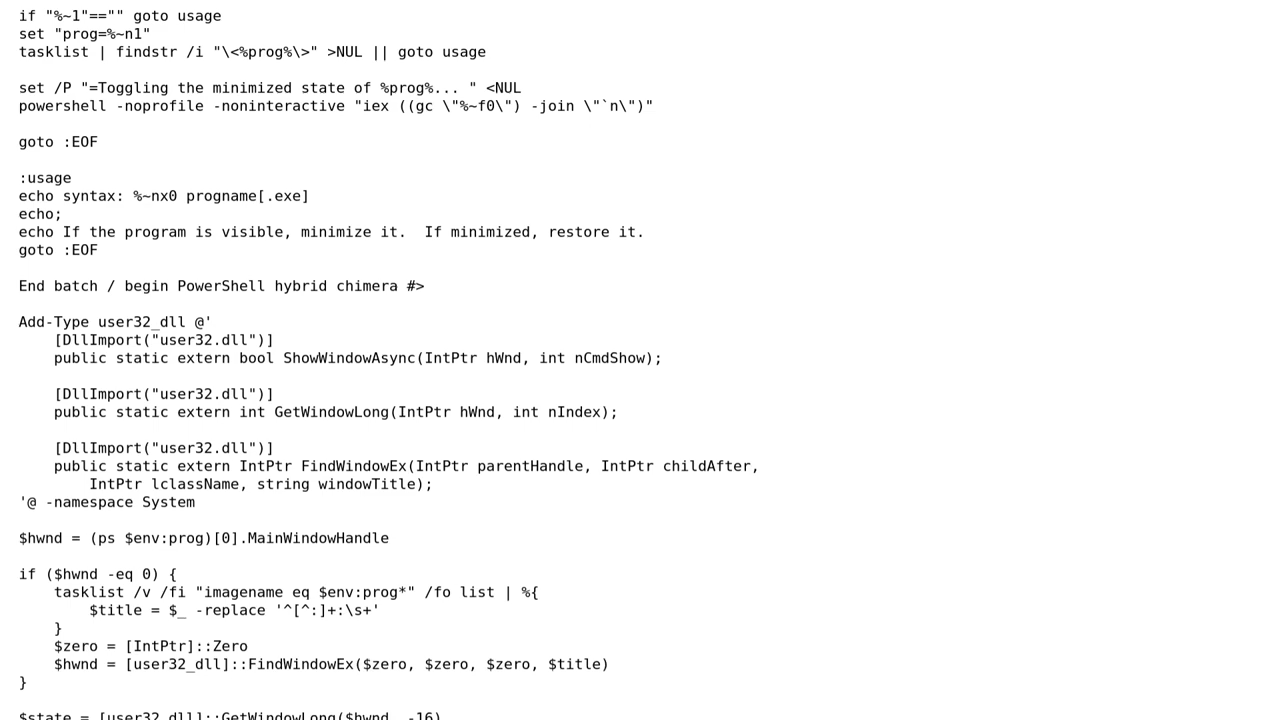 if "%~1"=="" goto usage
set "prog=%~n1"
tasklist | findstr /i "\<%prog%\>" >NUL || goto usage
set /P "=Toggling the minimized state of %prog%... " <NUL
powershell -noprofile -noninteractive "iex ((gc \"%~f0\") -join \"`n\")"
goto :EOF
:usage
echo syntax: %~nx0 progname[.exe]
echo;
echo If the program is visible, minimize it.  If minimized, restore it.
goto :EOF
End batch / begin PowerShell hybrid chimera #>
Add-Type user32_dll @'
    [DllImport("user32.dll")]
    public static extern bool ShowWindowAsync(IntPtr hWnd, int nCmdShow);
    [DllImport("user32.dll")]
    public static extern int GetWindowLong(IntPtr hWnd, int nIndex);
    [DllImport("user32.dll")]
    public static extern IntPtr FindWindowEx(IntPtr parentHandle, IntPtr childAfter,
        IntPtr lclassName, string windowTitle);
'@ -namespace System
$hwnd = (ps $env:prog)[0].MainWindowHandle
if ($hwnd -eq 0) {
    tasklist /v /fi "imagename eq $env:prog*" /fo list | %{
        $title = $_ -replace '^[^:]+:\s+'
    }
    $zero = [IntPtr]::Zero
    $hwnd = [user32_dll]::FindWindowEx($zero, $zero, $zero, $title)
}
$state = [user32_dll]::GetWindowLong($hwnd, -16)